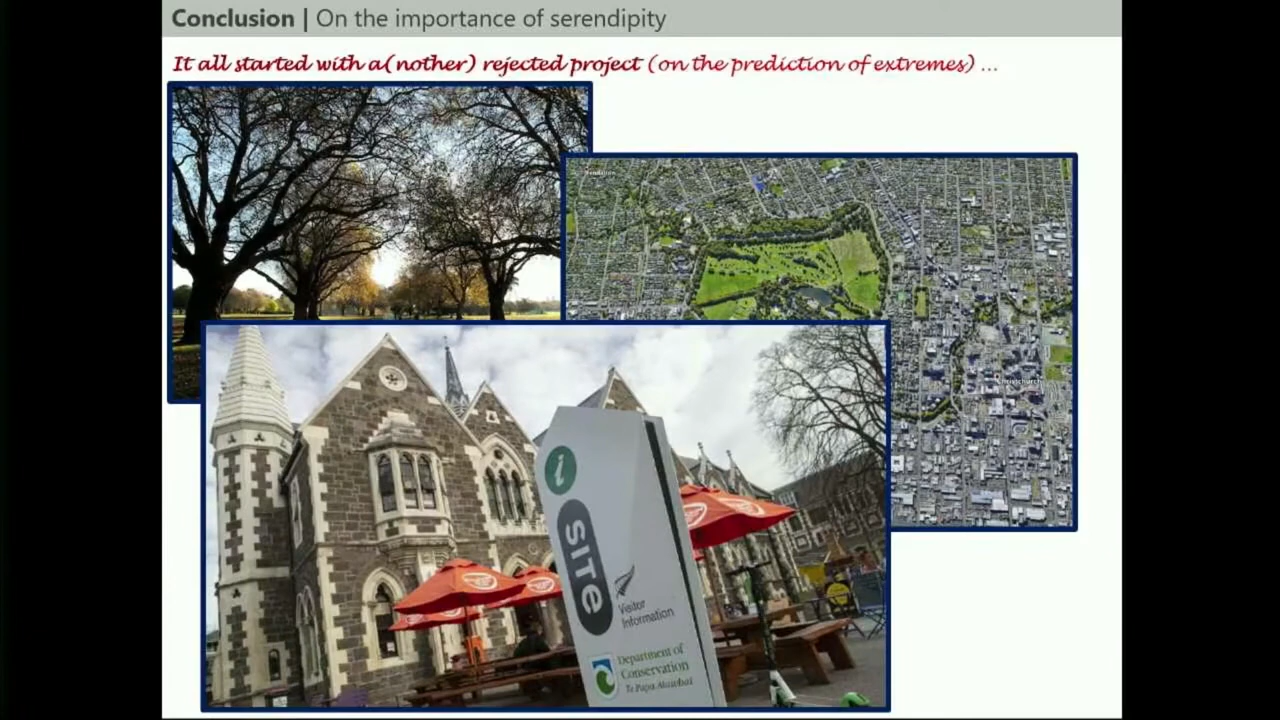 Conclusion | On the importance of serendipity
It all started with a(nother) rejected project (on the prediction of extremes) ...
Christchurch
i
SITE
Visitor
Information
Department of
Conservation
Te Papa Atawhai